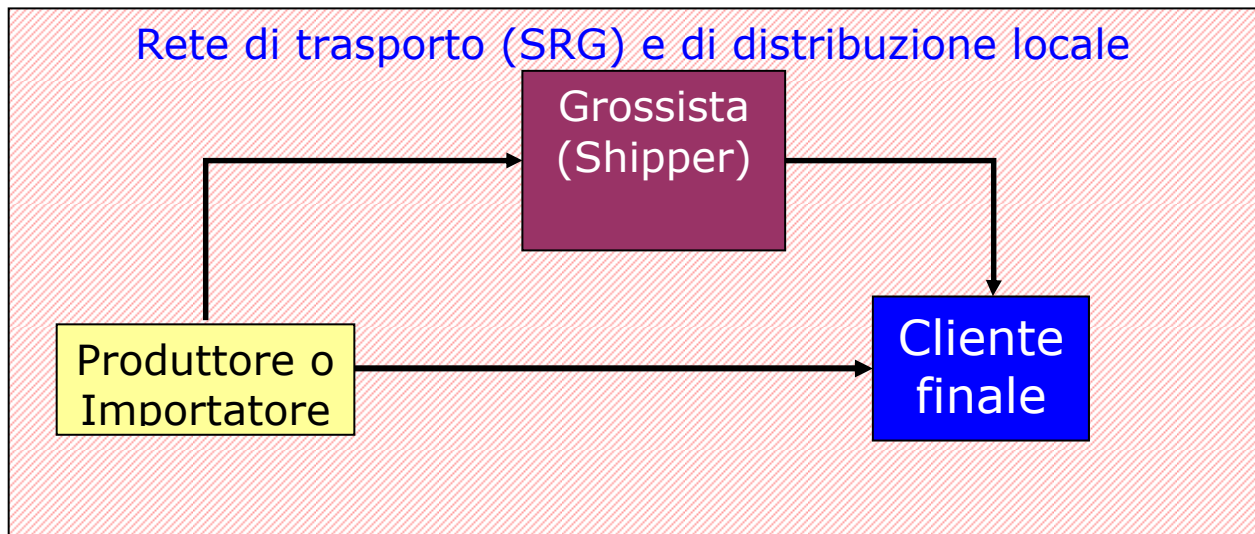 Rete di trasporto (SRG) e di distribuzione locale
Grossista
(Shipper)
Produttore o
Importatore
Cliente
finale